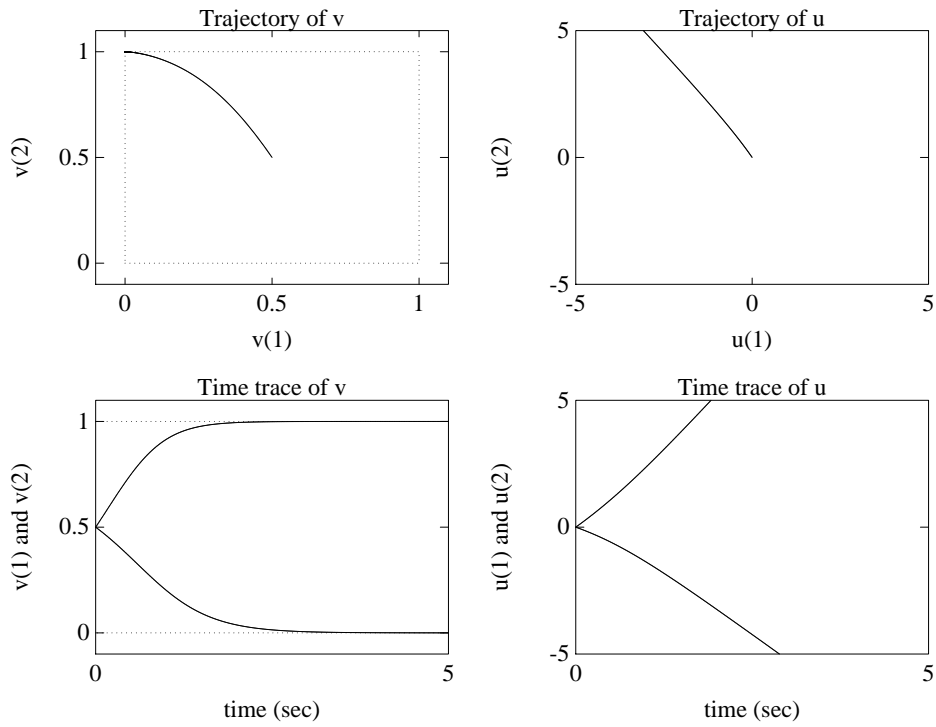 Trajectory of v
1
0.5
0
v(2)
0
0.5
1
v(1)
Trajectory of u
5
0
-5
u(2)
-5
0
5
u(1)
Time trace of v
1
0.5
0
v(1) and v(2)
0
5
time (sec)
Time trace of u
5
0
-5
u(1) and u(2)
0
5
time (sec)